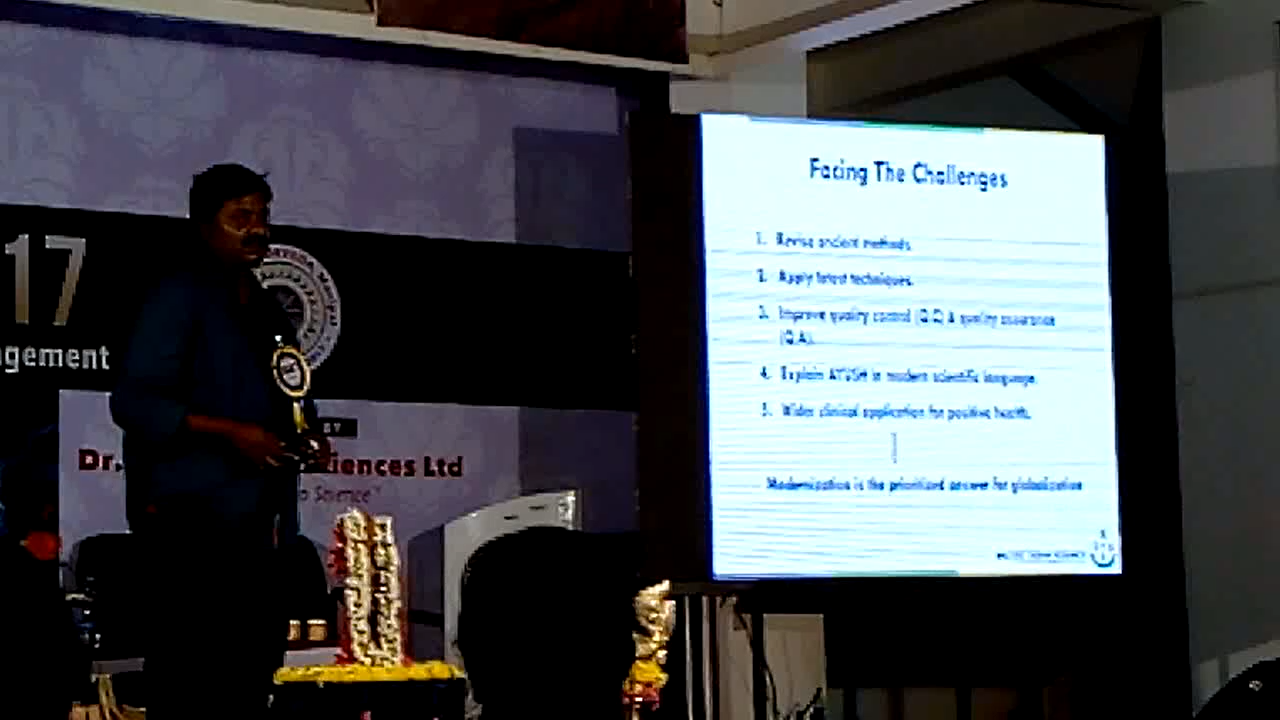 17
gement
BY
Dr.
iences Ltd
o Science"
Facing The Challenges
1. Revise ancient methods.
2. Apply latest techniques.
3. Improve quality control (Q.C) & quality assurance
(Q.A).
4. Explain AYUSH in modern scientific language.
5. Wider clinical application for positive health.
Modernization is the prioritized answer for globalization